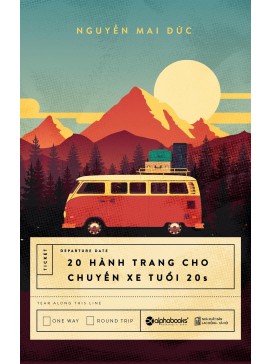 NGUYỄN MAI ĐỨC
TICKET
DEPARTURE DATE
20 HÀNH TRANG CHO
CHUYẾN XE TUỔI 20s
TEAR ALONG THIS LINE
ONE WAY
ROUND TRIP
alphabooks